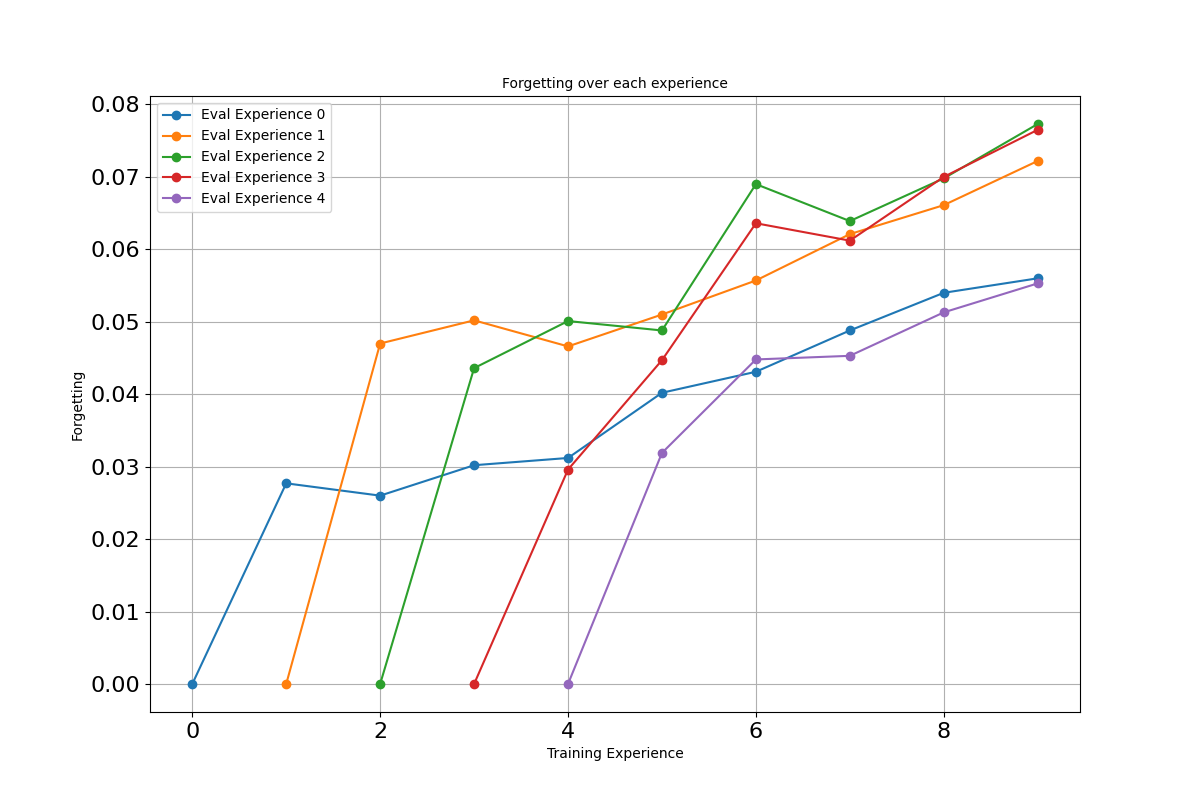 Forgetting over each experience
0.08
0.07
0.06
0.05
0.04
0.03
0.02
0.01
0.00
Forgetting
Eval Experience 0
Eval Experience 1
Eval Experience 2
Eval Experience 3
Eval Experience 4
0 2 4 6 8
Training Experience